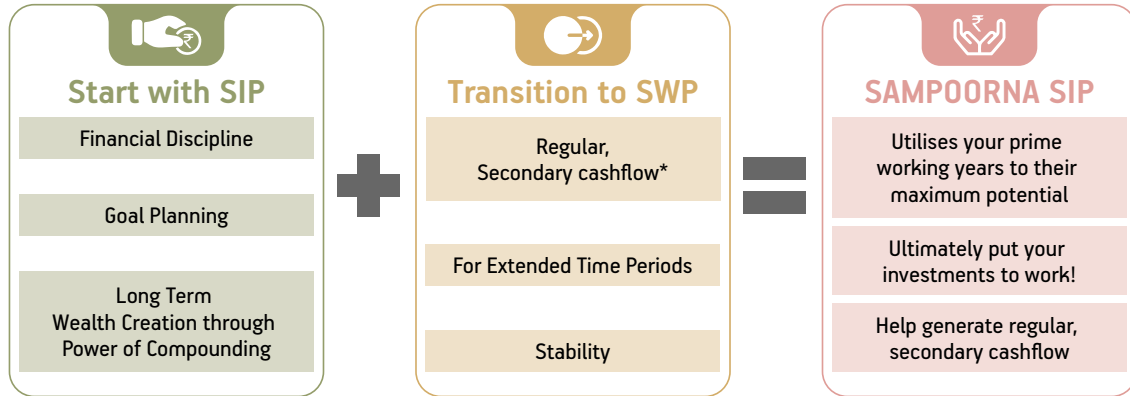 Start with SIP
Financial Discipline
Goal Planning
Long Term
Wealth Creation through
Power of Compounding
Transition to SWP
Regular,
Secondary cashflow*
For Extended Time Periods
Stability
SAMPOORNA SIP
Utilises your prime
working years to their
maximum potential
Ultimately put your
investments to work!
Help generate regular,
secondary cashflow